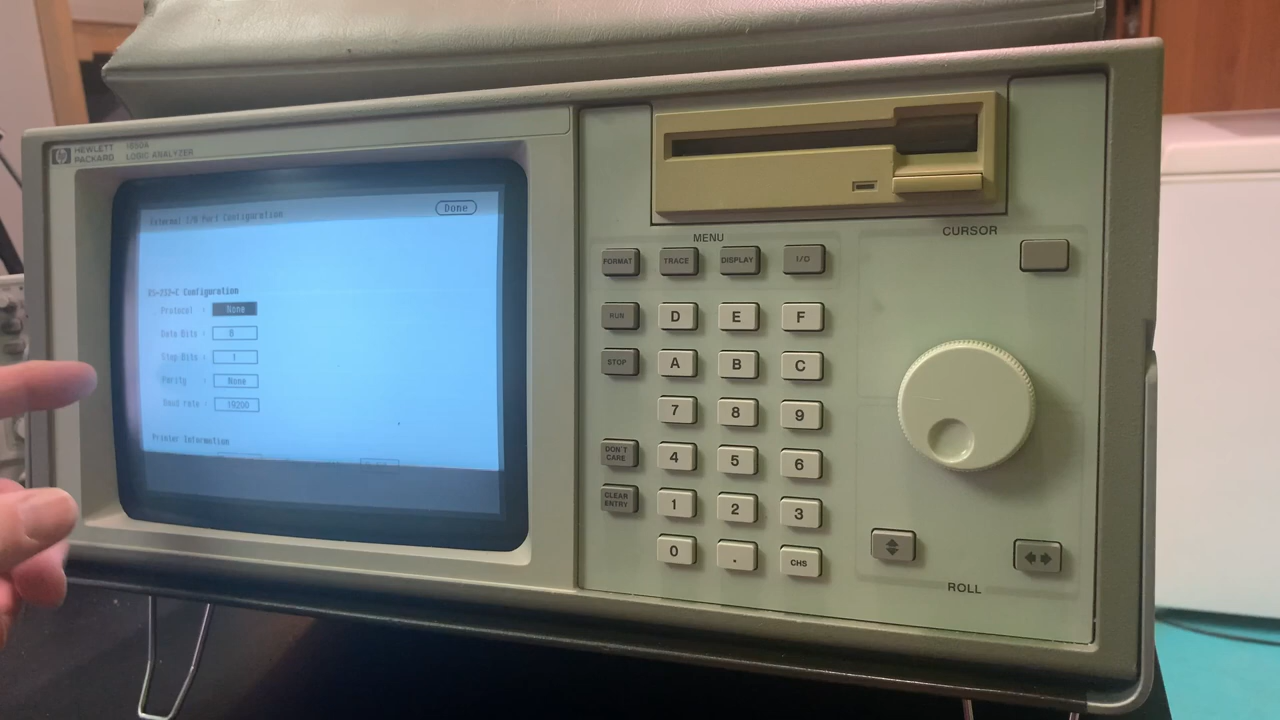 hp HEWLETT PACKARD
1650A LOGIC ANALYZER
External I/O Port Configuration
Done
RS-232-C Configuration
Protocol : None
Data Bits : 8
Stop Bits : 1
Parity : None
Baud rate : 19200
Printer Information
MENU
FORMAT TRACE DISPLAY I/O
RUN D E F
STOP A B C
7 8 9
DON'T CARE 4 5 6
CLEAR ENTRY 1 2 3
0 . CHS
CURSOR
ROLL